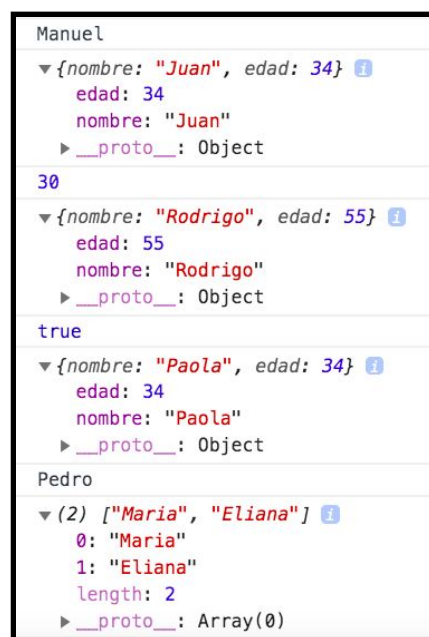 Manuel
▼{nombre: "Juan", edad: 34} i
edad: 34
nombre: "Juan"
▶ __proto__: Object
30
▼{nombre: "Rodrigo", edad: 55} i
edad: 55
nombre: "Rodrigo"
▶ __proto__: Object
true
▼{nombre: "Paola", edad: 34} i
edad: 34
nombre: "Paola"
▶ __proto__: Object
Pedro
▼(2) ["Maria", "Eliana"] i
0: "Maria"
1: "Eliana"
length: 2
▶ __proto__: Array(0)